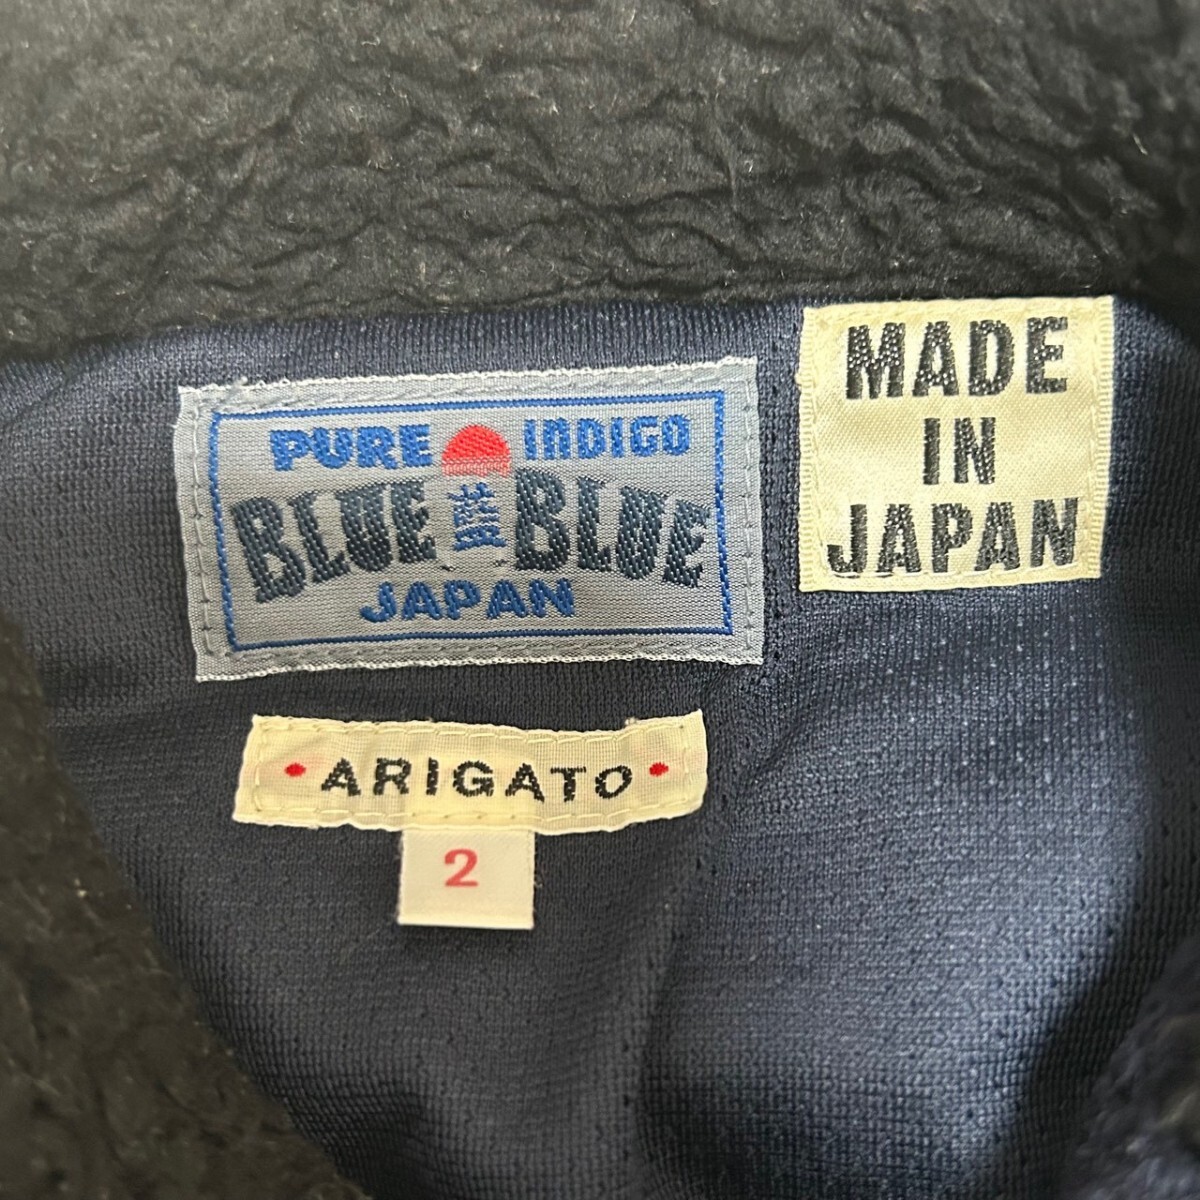 PURE INDIGO
BLUE 藍 BLUE
JAPAN
MADE
IN
JAPAN
• ARIGATO •
2